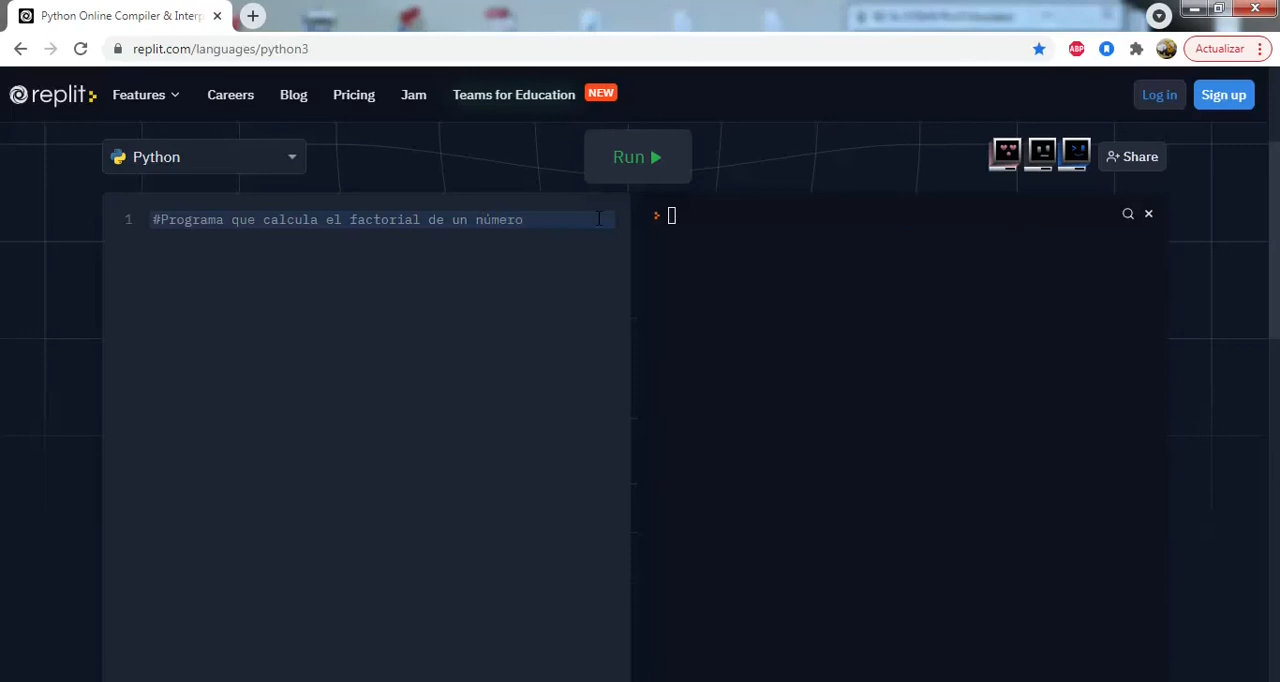 Python Online Compiler & Interp
replit.com/languages/python3
ABP
Actualizar
replit:
Features
Careers
Blog
Pricing
Jam
Teams for Education
NEW
Log in
Sign up
Python
Run
Share
1 #Programa que calcula el factorial de un número